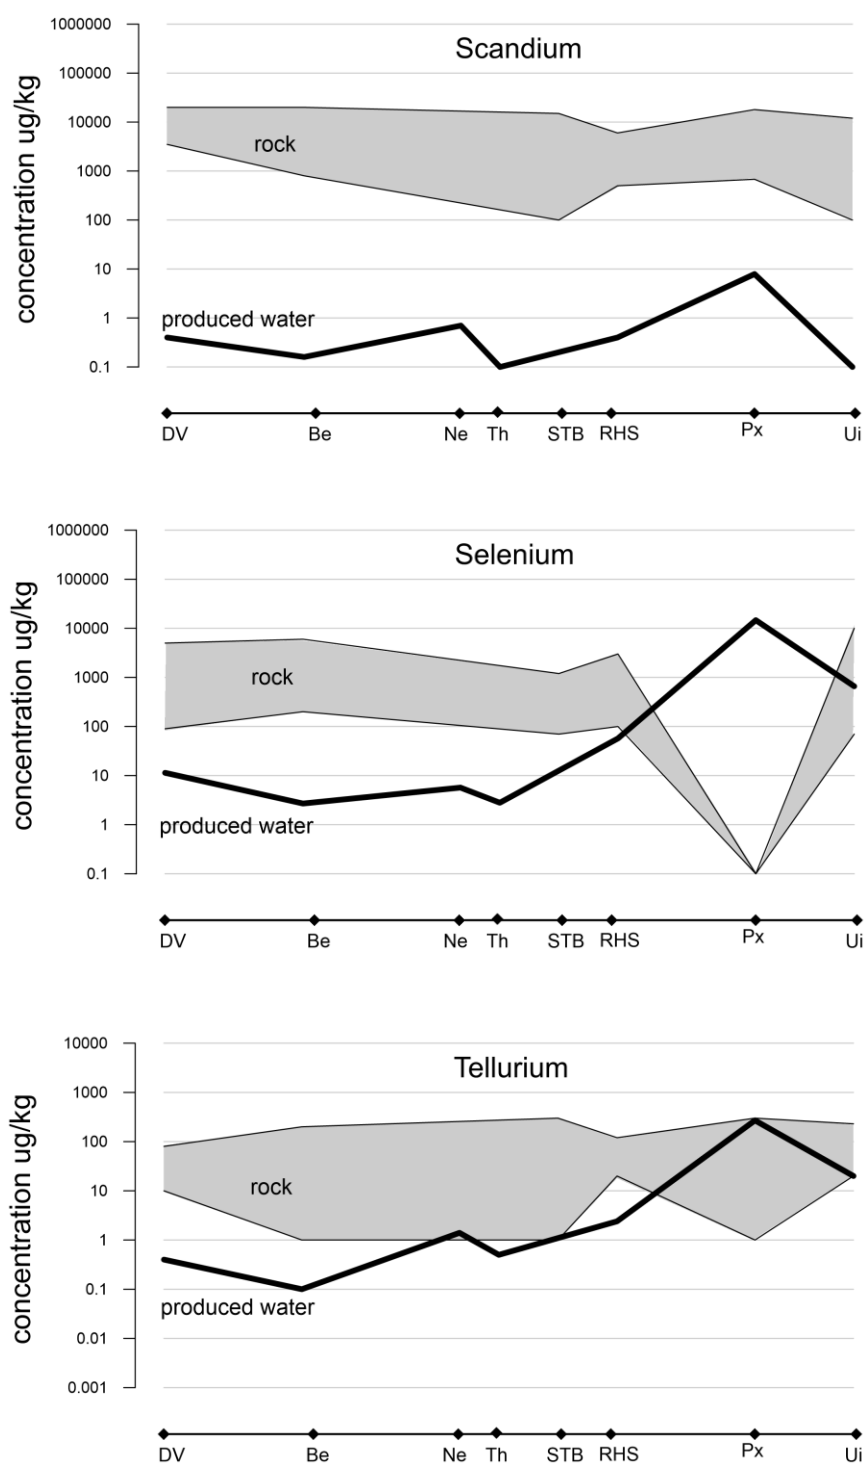 Scandium
concentration ug/kg
1000000
100000
10000
1000
100
10
1
0.1
rock
produced water
DV Be Ne Th STB RHS Px Ui
Selenium
concentration ug/kg
1000000
100000
10000
1000
100
10
1
0.1
rock
produced water
DV Be Ne Th STB RHS Px Ui
Tellurium
concentration ug/kg
10000
1000
100
10
1
0.1
0.01
0.001
rock
produced water
DV Be Ne Th STB RHS Px Ui